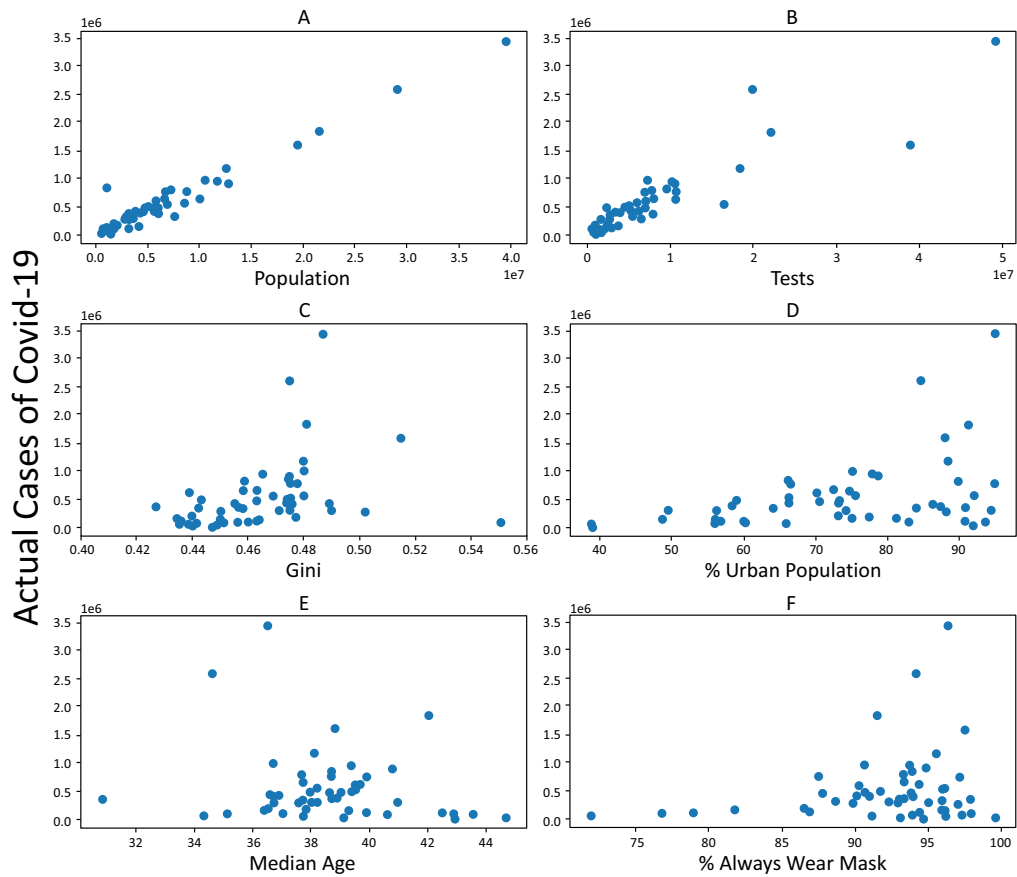 Actual Cases of Covid-19
A
1e6
3.5
3.0
2.5
2.0
1.5
1.0
0.5
0.0
0.0 0.5 1.0 1.5 2.0 2.5 3.0 3.5 4.0
1e7
Population
B
1e6
3.5
3.0
2.5
2.0
1.5
1.0
0.5
0.0
0 1 2 3 4 5
1e7
Tests
C
1e6
3.5
3.0
2.5
2.0
1.5
1.0
0.5
0.0
0.40 0.42 0.44 0.46 0.48 0.50 0.52 0.54 0.56
Gini
D
1e6
3.5
3.0
2.5
2.0
1.5
1.0
0.5
0.0
40 50 60 70 80 90
% Urban Population
E
1e6
3.5
3.0
2.5
2.0
1.5
1.0
0.5
0.0
32 34 36 38 40 42 44
Median Age
F
1e6
3.5
3.0
2.5
2.0
1.5
1.0
0.5
0.0
75 80 85 90 95 100
% Always Wear Mask